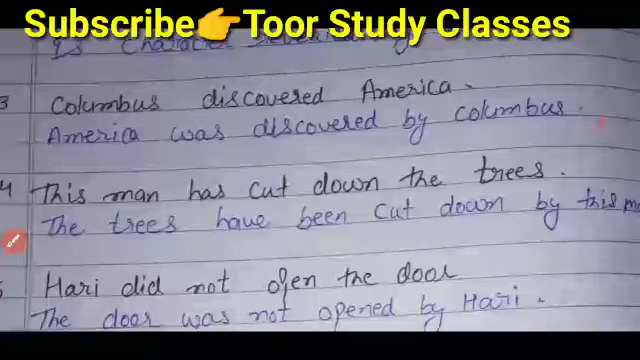 Subscribe👉Toor Study Classes
3 Columbus discovered America.
America was discovered by columbus.
4 This man has cut down the trees.
The trees have been cut down by this
Hari did not open the door
The door was not opened by Hari.